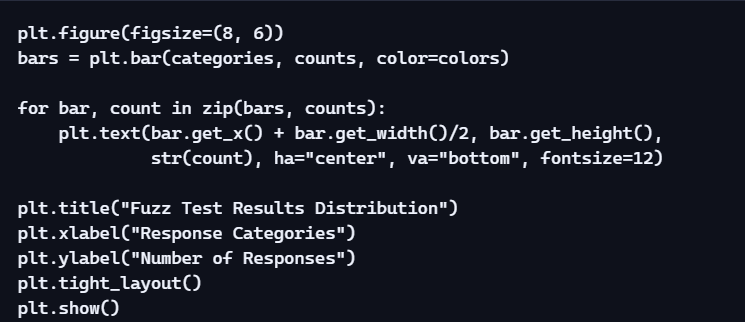 plt.figure(figsize=(8, 6))
bars = plt.bar(categories, counts, color=colors)

for bar, count in zip(bars, counts):
    plt.text(bar.get_x() + bar.get_width()/2, bar.get_height(),
             str(count), ha="center", va="bottom", fontsize=12)

plt.title("Fuzz Test Results Distribution")
plt.xlabel("Response Categories")
plt.ylabel("Number of Responses")
plt.tight_layout()
plt.show()